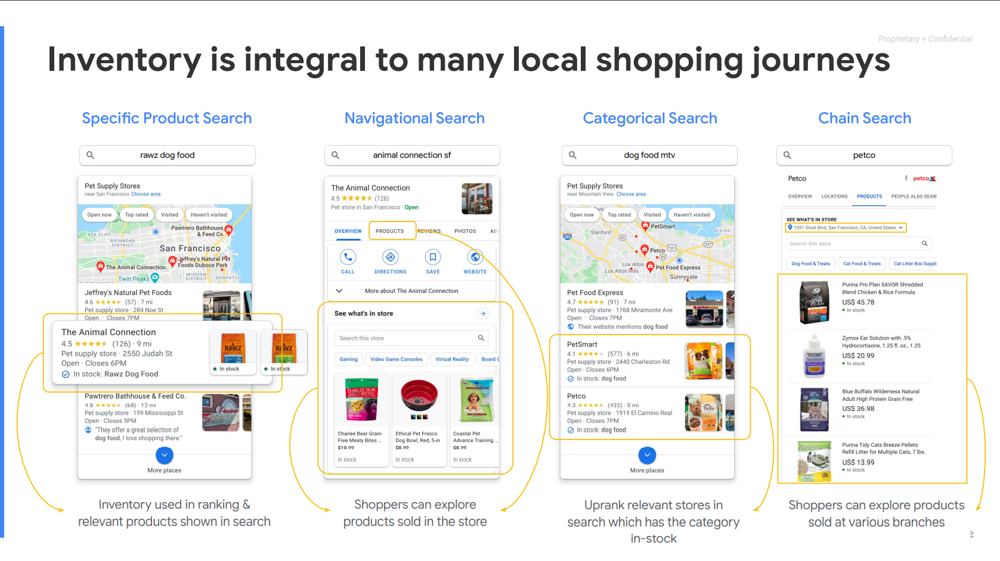 Proprietary + Confidential
Inventory is integral to many local shopping journeys
Specific Product Search
rawz dog food
Pet Supply Stores
near San Francisco Choose area
Open now
Top rated
Visited
Haven't visited
Pawtrero Bathhouse
& Feed Co
SEA CLIFF
RICHMOND
DISTRICT
San Francisco
Jeffrey's Natural Pet
Foods Duboce Park
The Animal Connection
MISSION
DISTRICT
DOGPATCH
Twin Peaks
Jeffrey's Natural Pet Foods
4.6 (57) · 7 mi
Pet supply store · 284 Noe St
Open · Closes 7PM
The Animal Connection
4.5 (126) · 9 mi
Pet supply store · 2550 Judah St
Open · Closes 6PM
In stock: Rawz Dog Food
RAWZ
In stock
RAWZ
In stock
Pawtrero Bathhouse & Feed Co.
4.8 (68) · 12 mi
Pet supply store · 199 Mississippi St
Open · Closes 5PM
"They offer a great selection of
dog food, I love shopping there."
More places
Inventory used in ranking &
relevant products shown in search
Navigational Search
animal connection sf
The Animal Connection
4.5 (126)
Pet store in San Francisco · Open
22+
OVERVIEW
PRODUCTS
REVIEWS
PHOTOS
AB
CALL
DIRECTIONS
SAVE
WEBSITE
More about The Animal Connection
See what's in store
Search this store
Gaming
Video Game Consoles
Virtual Reality
Board G
CHARLEE BEAR
Charlee Bear Grain-
Free Meaty Bites ...
$10.99
In stock
Ethical Pet Fresco
Dog Bowl, Red, 5-in
$8.99
In stock
Coastal Pet
Advance Training ...
$8.99
In stock
Shoppers can explore
products sold in the store
Categorical Search
dog food mtv
Pet Supply Stores
near Mountain View Choose area
Open now
Top rated
Visited
Haven't visited
PetSmart
Stanford
ALVISO
280
82
101
237
Petco
85
Los Altos
Los Altos Hills
Pet Food Express
Sunnyvale
Pet Food Express
4.7 (91) · 7 mi
Pet supply store · 1768 Miramonte Ave
Open · Closes 7PM
Their website mentions dog food
PetSmart
4.1 (577) · 6 mi
Pet supply store · 2440 Charleston Rd
Open · Closes 6PM
In stock: dog food
Petco
4.3 (432) · 5 mi
Pet supply store · 1919 El Camino Real
Open · Closes 7PM
In stock: dog food
Bella
More places
Uprank relevant stores in
search which has the category
in-stock
Chain Search
petco
Petco
petco
OVERVIEW
LOCATIONS
PRODUCTS
PEOPLE ALSO SEAR
SEE WHAT'S IN STORE
1591 Sloat Blvd, San Francisco, CA, United States
Search this store
Dog Food & Treats
Cat Food & Treats
Cat Litter Box Suppli
PRO
PLAN
Purina Pro Plan SAVOR Shredded
Blend Chicken & Rice Formula
US$ 45.78
In stock
ZYMOX
Zymox Ear Solution with .5%
Hydrocortisone, 1.25 fl. oz., 1.25
US$ 20.99
In stock
Blue Buffalo Wilderness Natural
Adult High Protein Grain Free
US$ 36.98
In stock
BREEZE
Purina Tidy Cats Breeze Pellets
Refill Litter for Multiple Cats, 7 lbs.
US$ 13.99
In stock
Shoppers can explore products
sold at various branches